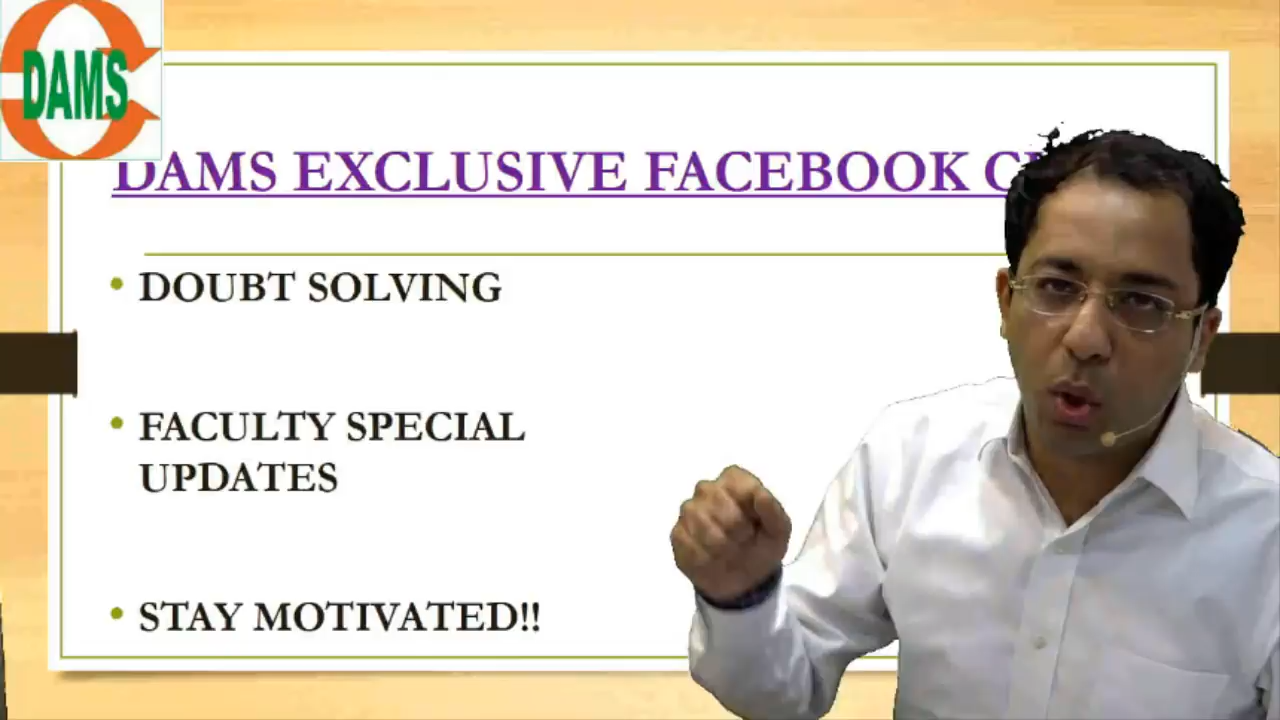 DAMS
DAMS EXCLUSIVE FACEBOOK
DOUBT SOLVING
FACULTY SPECIAL
UPDATES
STAY MOTIVATED!!